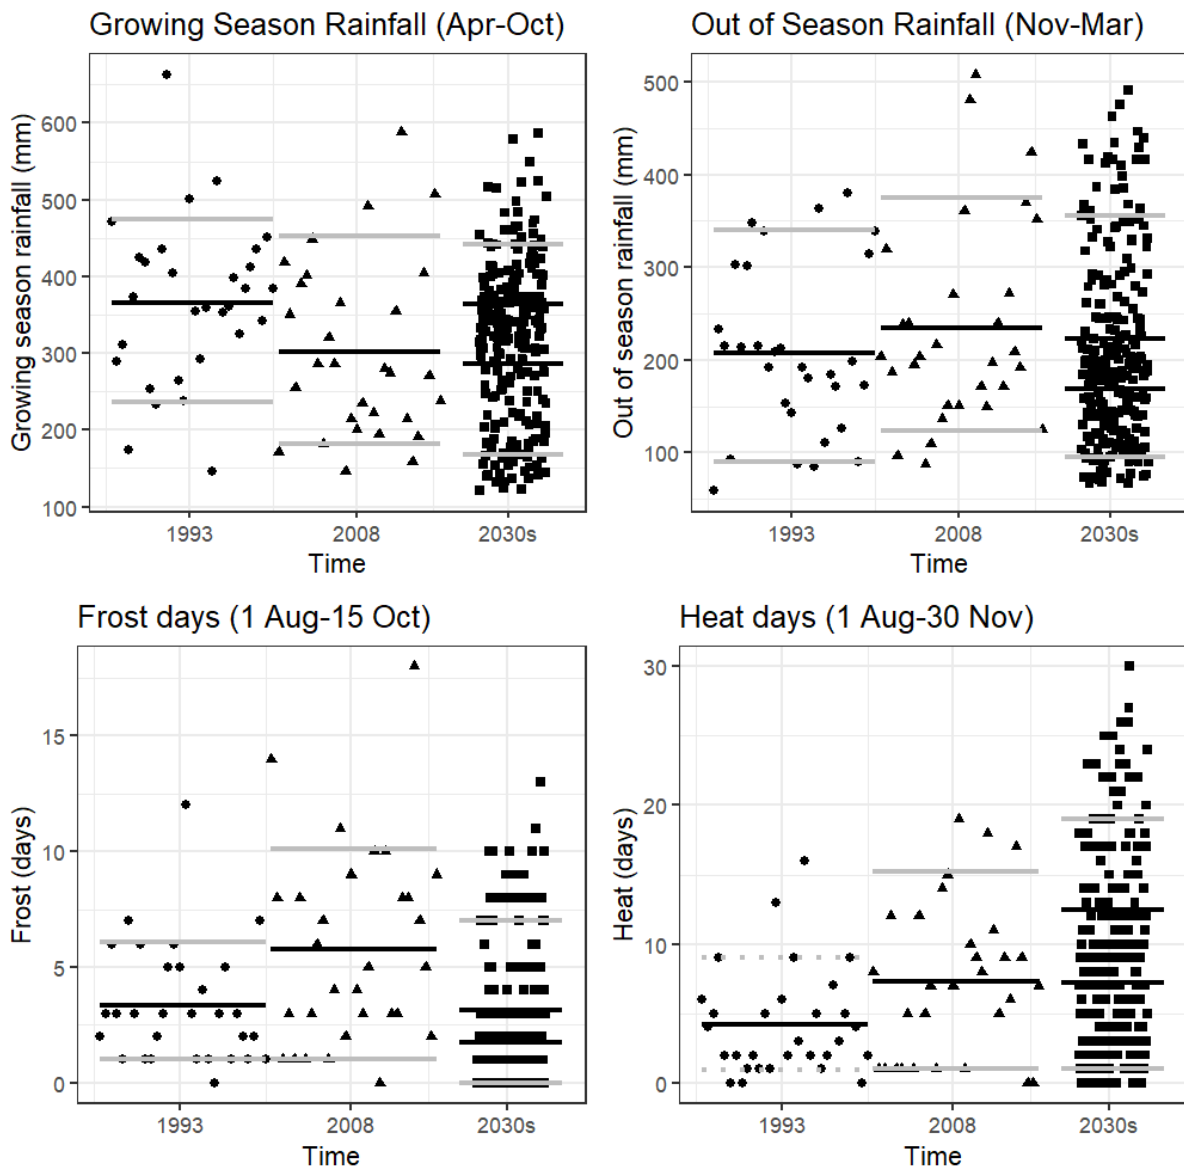 Growing Season Rainfall (Apr-Oct)
Growing season rainfall (mm)
600
500
400
300
200
100
1993
2008
2030s
Time
Out of Season Rainfall (Nov-Mar)
Out of season rainfall (mm)
500
400
300
200
100
1993
2008
2030s
Time
Frost days (1 Aug-15 Oct)
Frost (days)
15
10
5
0
1993
2008
2030s
Time
Heat days (1 Aug-30 Nov)
Heat (days)
30
20
10
0
1993
2008
2030s
Time